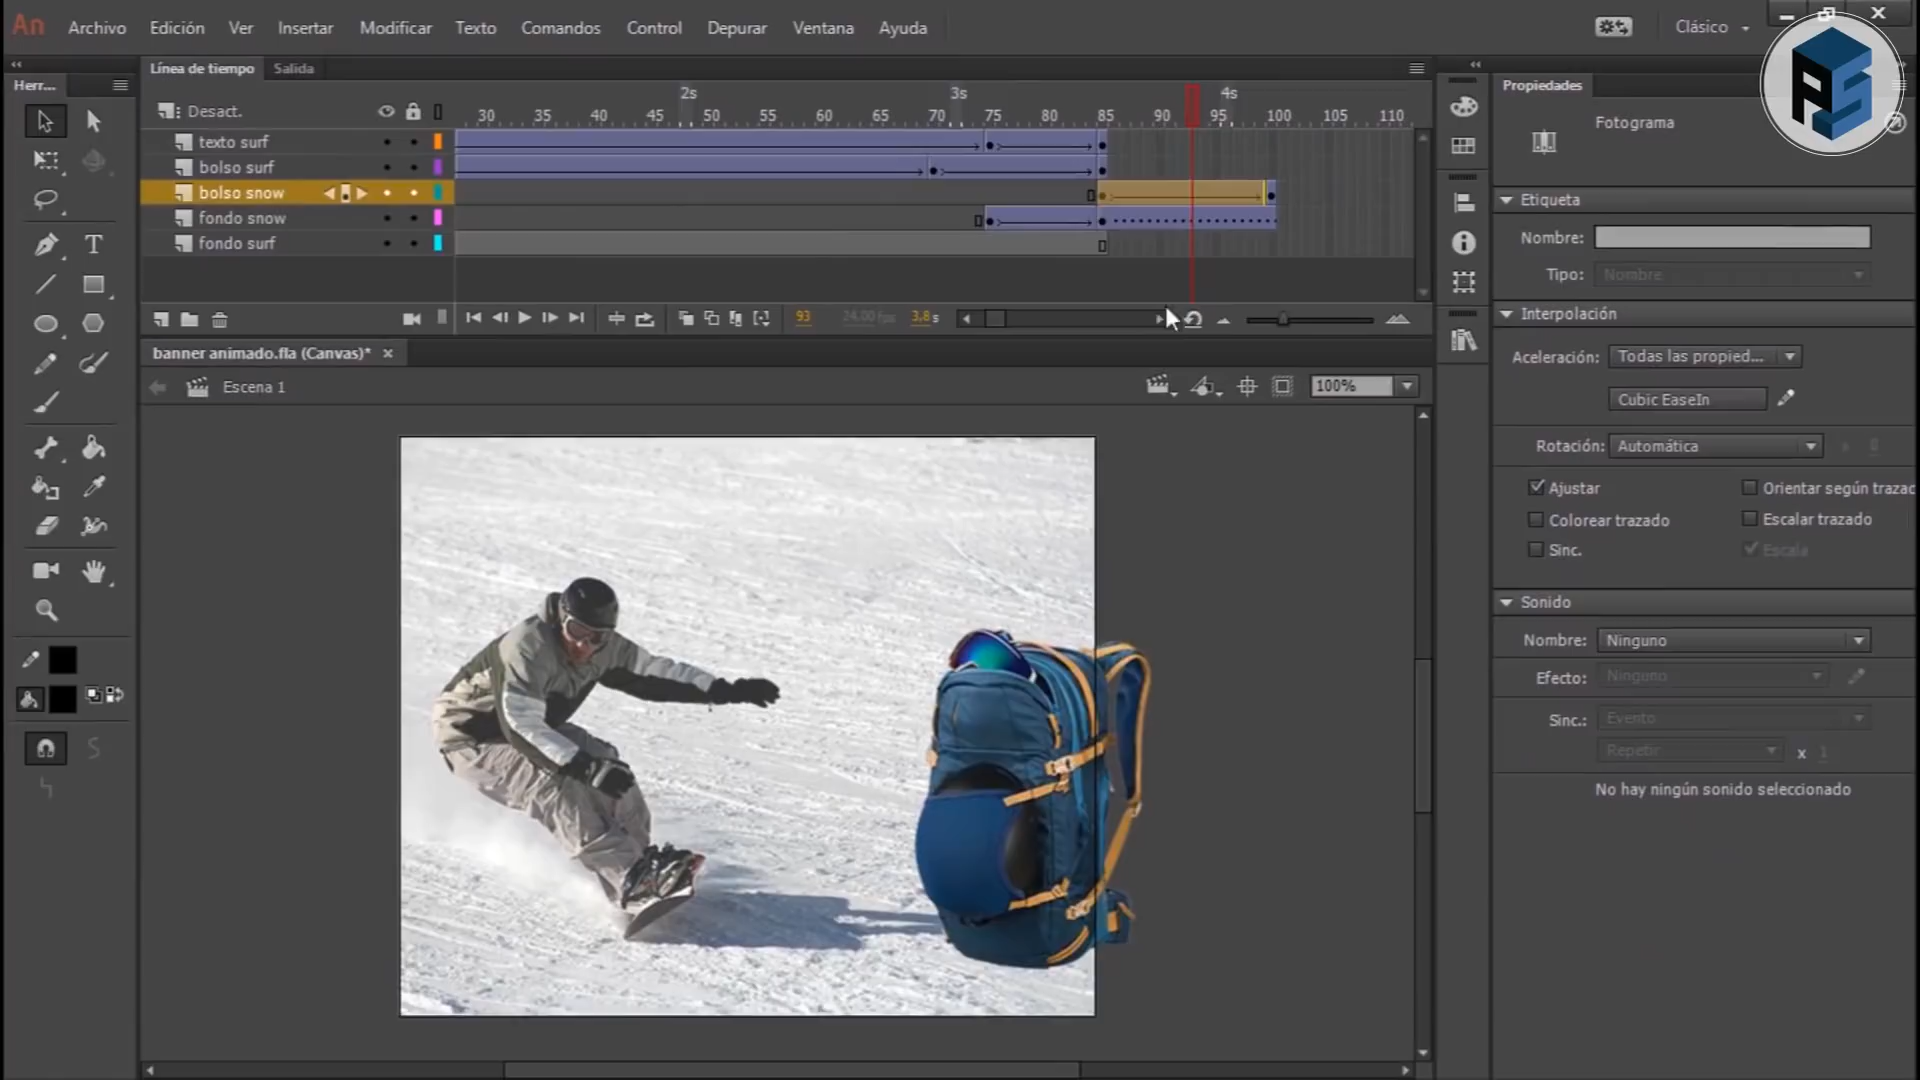 An Archivo Edición Ver Insertar Modificar Texto Comandos Control Depurar Ventana Ayuda Clásico
Herr... Línea de tiempo Salida Propiedades
2s 3s 4s
Desact. 30 35 40 45 50 55 60 65 70 75 80 85 90 95 100 105 110
Fotograma
texto surf
bolso surf
bolso snow
fondo snow
fondo surf
Etiqueta
Nombre:
Tipo: Nombre
Interpolación
93 24,00 fps 3,8 s
banner animado.fla (Canvas)*
Aceleración: Todas las propied...
Escena 1 100%
Cubic EaseIn
Rotación: Automática
Ajustar Orientar según trazad
Colorear trazado Escalar trazado
Sinc. Escala
Sonido
Nombre: Ninguno
Efecto: Ninguno
Sinc.: Evento
Repetir x 1
No hay ningún sonido seleccionado